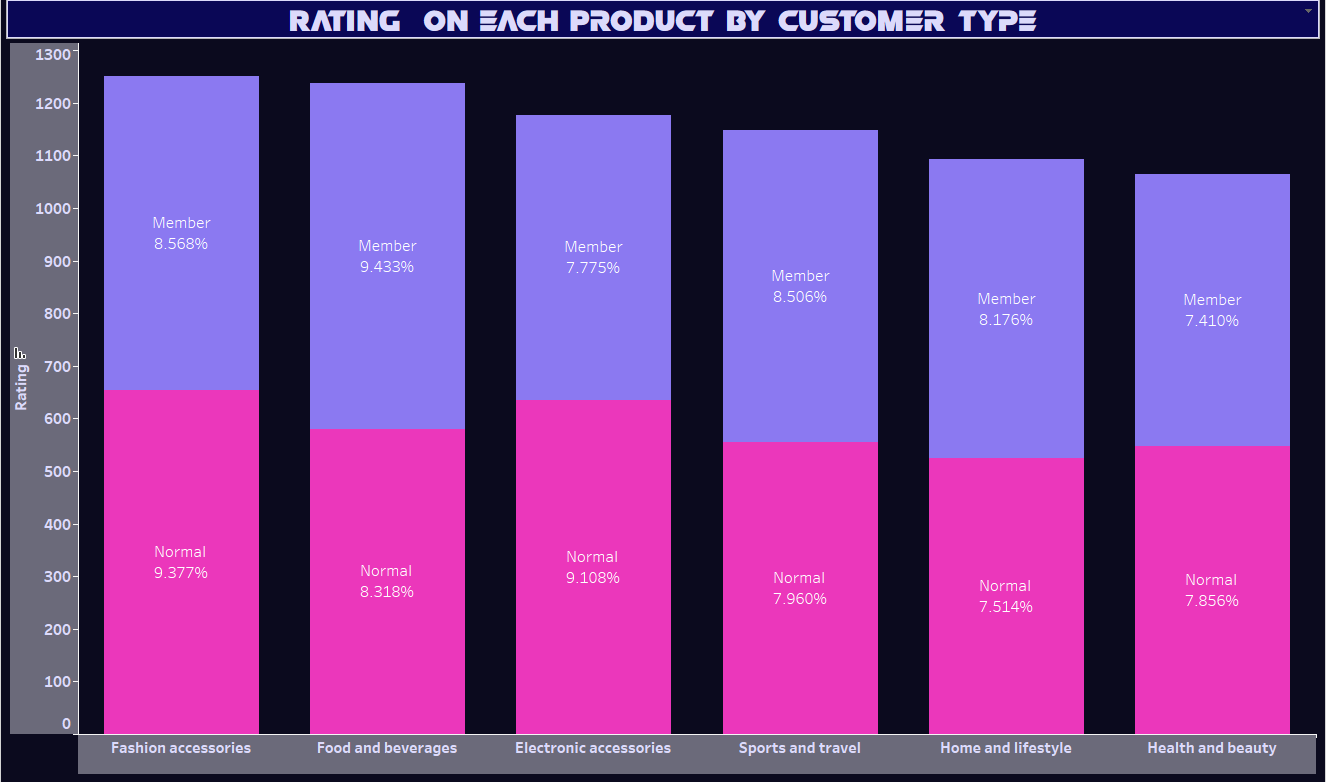 RATING ON EACH PRODUCT BY CUSTOMER TYPE
1300
1200
1100
1000
900
800
700
600
500
400
300
200
100
0
Rating
Member
8.568%
Normal
9.377%
Member
9.433%
Normal
8.318%
Member
7.775%
Normal
9.108%
Member
8.506%
Normal
7.960%
Member
8.176%
Normal
7.514%
Member
7.410%
Normal
7.856%
Fashion accessories
Food and beverages
Electronic accessories
Sports and travel
Home and lifestyle
Health and beauty